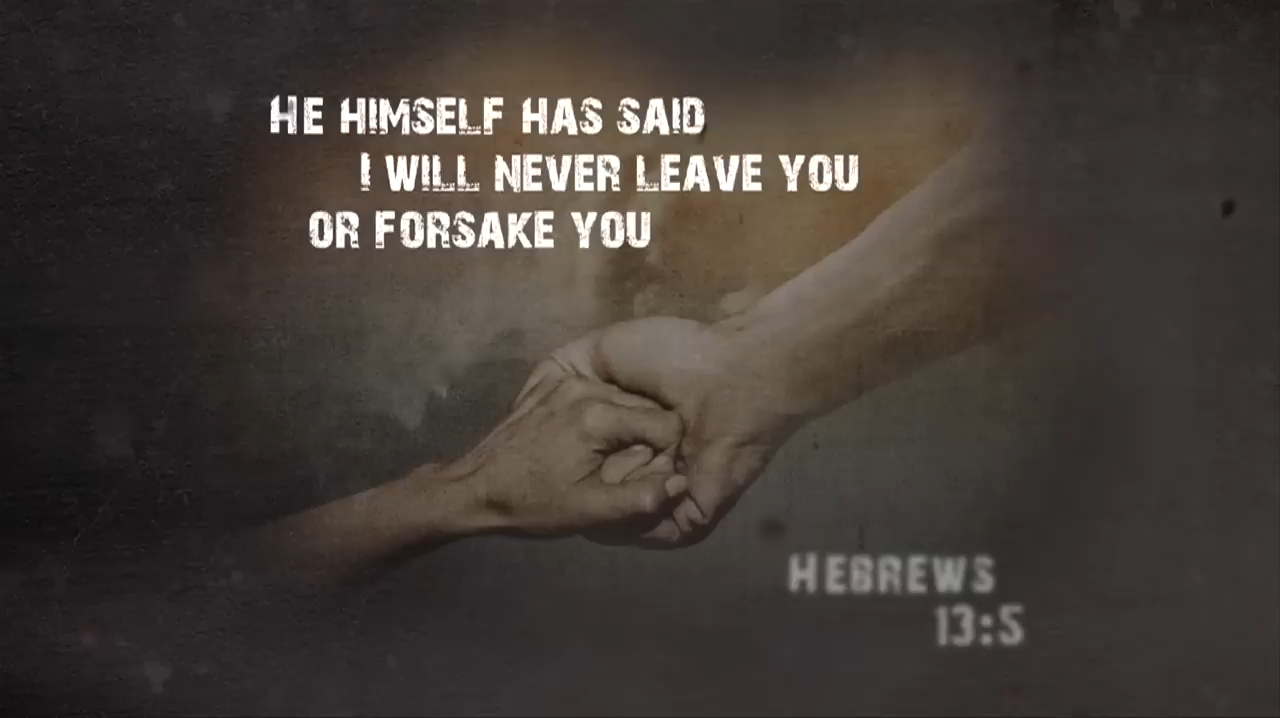 HE HIMSELF HAS SAID
I WILL NEVER LEAVE YOU
OR FORSAKE YOU
HEBREWS
13:5